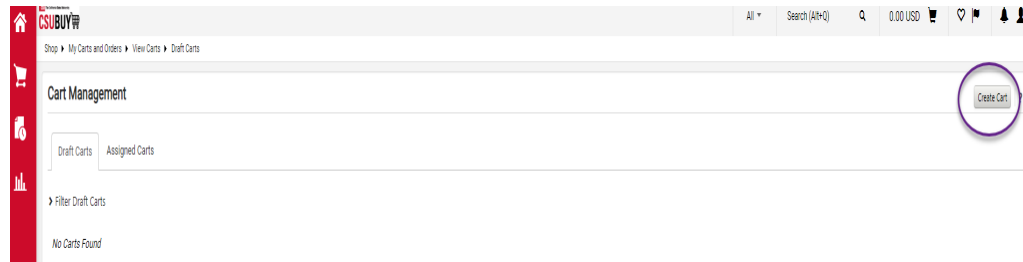 CSUBUY
All Search (Alt+Q) 0.00 USD
Shop My Carts and Orders View Carts Draft Carts
Cart Management
Create Cart
Draft Carts Assigned Carts
Filter Draft Carts
No Carts Found